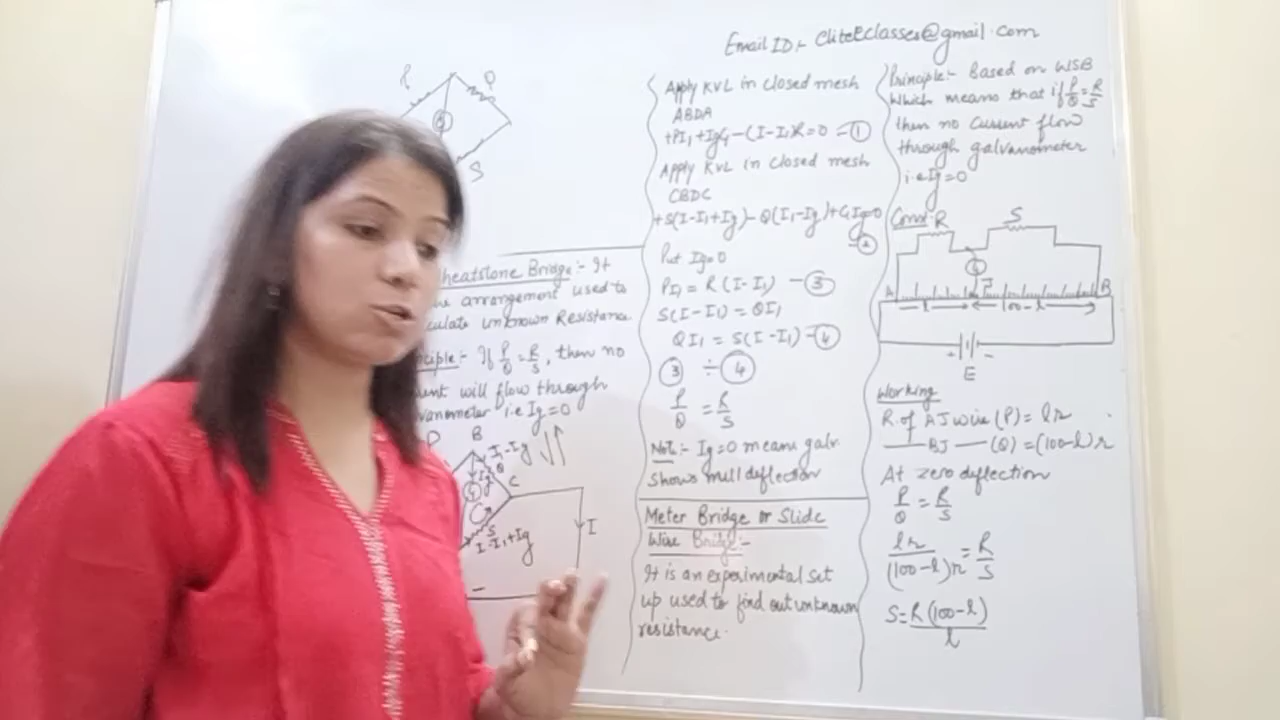 Email ID:- EliteEclasses@gmail.com
P Q
G
S
Wheatstone Bridge:- It
arrangement used to
unknown Resistance
If P/Q = R/S, then no
will flow through
i.e Ig=0
B
I1-Ig
Q
Ig
G
C
S
I-I1+Ig
I
-
Apply KVL in closed mesh
ABDA
+PI1+IgG-(I-I1)R=0 -①
Apply KVL in closed mesh
CBDC
+S(I-I1+Ig)-Q(I1-Ig)+GIg=0
-②
Put Ig=0
PI1 = R(I-I1) -③
S(I-I1) = QI1
QI1 = S(I-I1) -④
③ ÷ ④
P/Q = R/S
Note:- Ig=0 means galv.
shows null deflection
Meter Bridge or Slide
Wire Bridge:-
It is an experimental set
up used to find out unknown
resistance.
Principle:- Based on WSB
Which means that if P/Q=R/S
then no current flow
through galvanometer
i.e Ig=0
Const:
R S
G
A J B
l 100-l
+ -
E
Working
R. of AJ wire (P) = lr
BJ (Q) = (100-l)r
At zero deflection
P/Q = R/S
lr/(100-l)r = R/S
S = R(100-l)/l